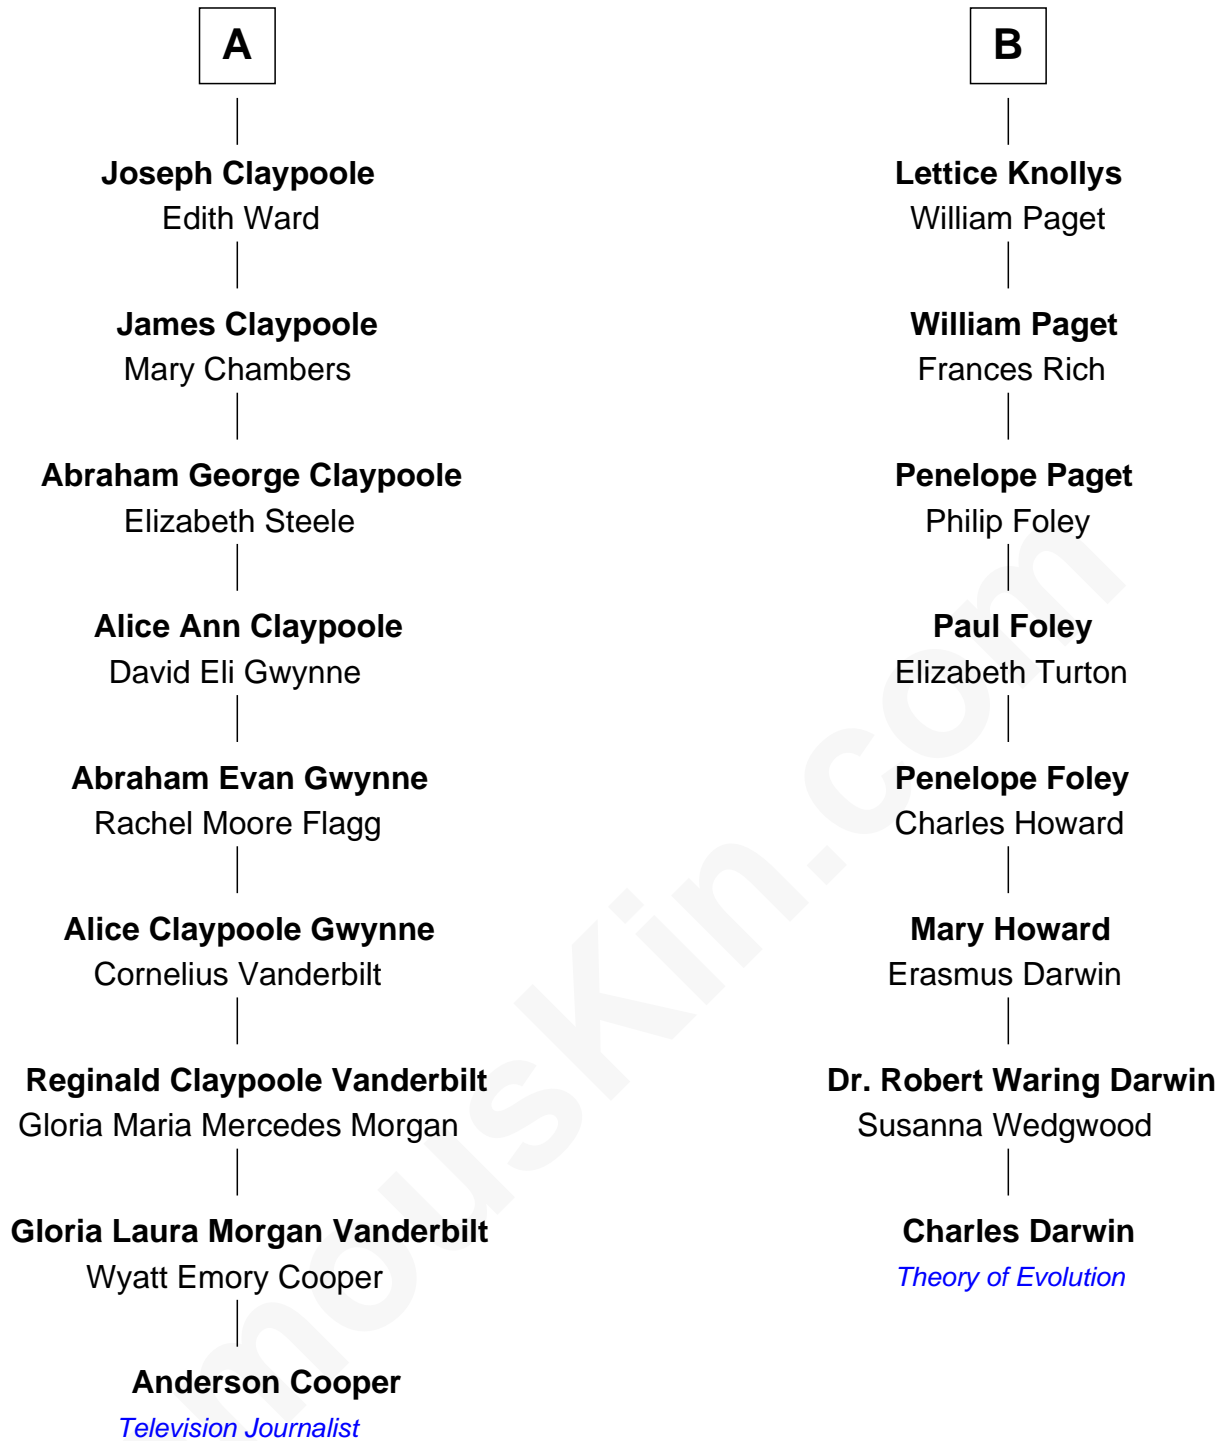 A
Joseph Claypoole
Edith Ward
James Claypoole
Mary Chambers
Abraham George Claypoole
Elizabeth Steele
Alice Ann Claypoole
David Eli Gwynne
Abraham Evan Gwynne
Rachel Moore Flagg
Alice Claypoole Gwynne
Cornelius Vanderbilt
Reginald Claypoole Vanderbilt
Gloria Maria Mercedes Morgan
Gloria Laura Morgan Vanderbilt
Wyatt Emory Cooper
Anderson Cooper
Television Journalist
B
Lettice Knollys
William Paget
William Paget
Frances Rich
Penelope Paget
Philip Foley
Paul Foley
Elizabeth Turton
Penelope Foley
Charles Howard
Mary Howard
Erasmus Darwin
Dr. Robert Waring Darwin
Susanna Wedgwood
Charles Darwin
Theory of Evolution
mousKin.com